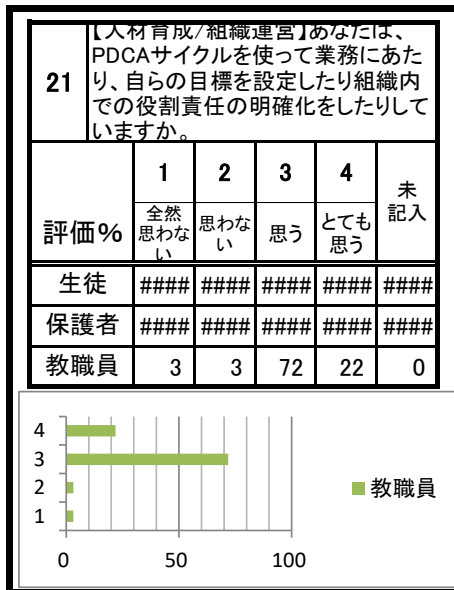 【人材育成/組織運営】あなたは、
PDCAサイクルを使って業務にあた
21 り、自らの目標を設定したり組織内
での役割責任の明確化をしたりして
いますか。
1 2 3 4 未記入
評価% 全然思わない 思わない 思う とても思う
生徒 #### #### #### #### ####
保護者 #### #### #### #### ####
教職員 3 3 72 22 0
4
3
2
1
教職員
0 50 100